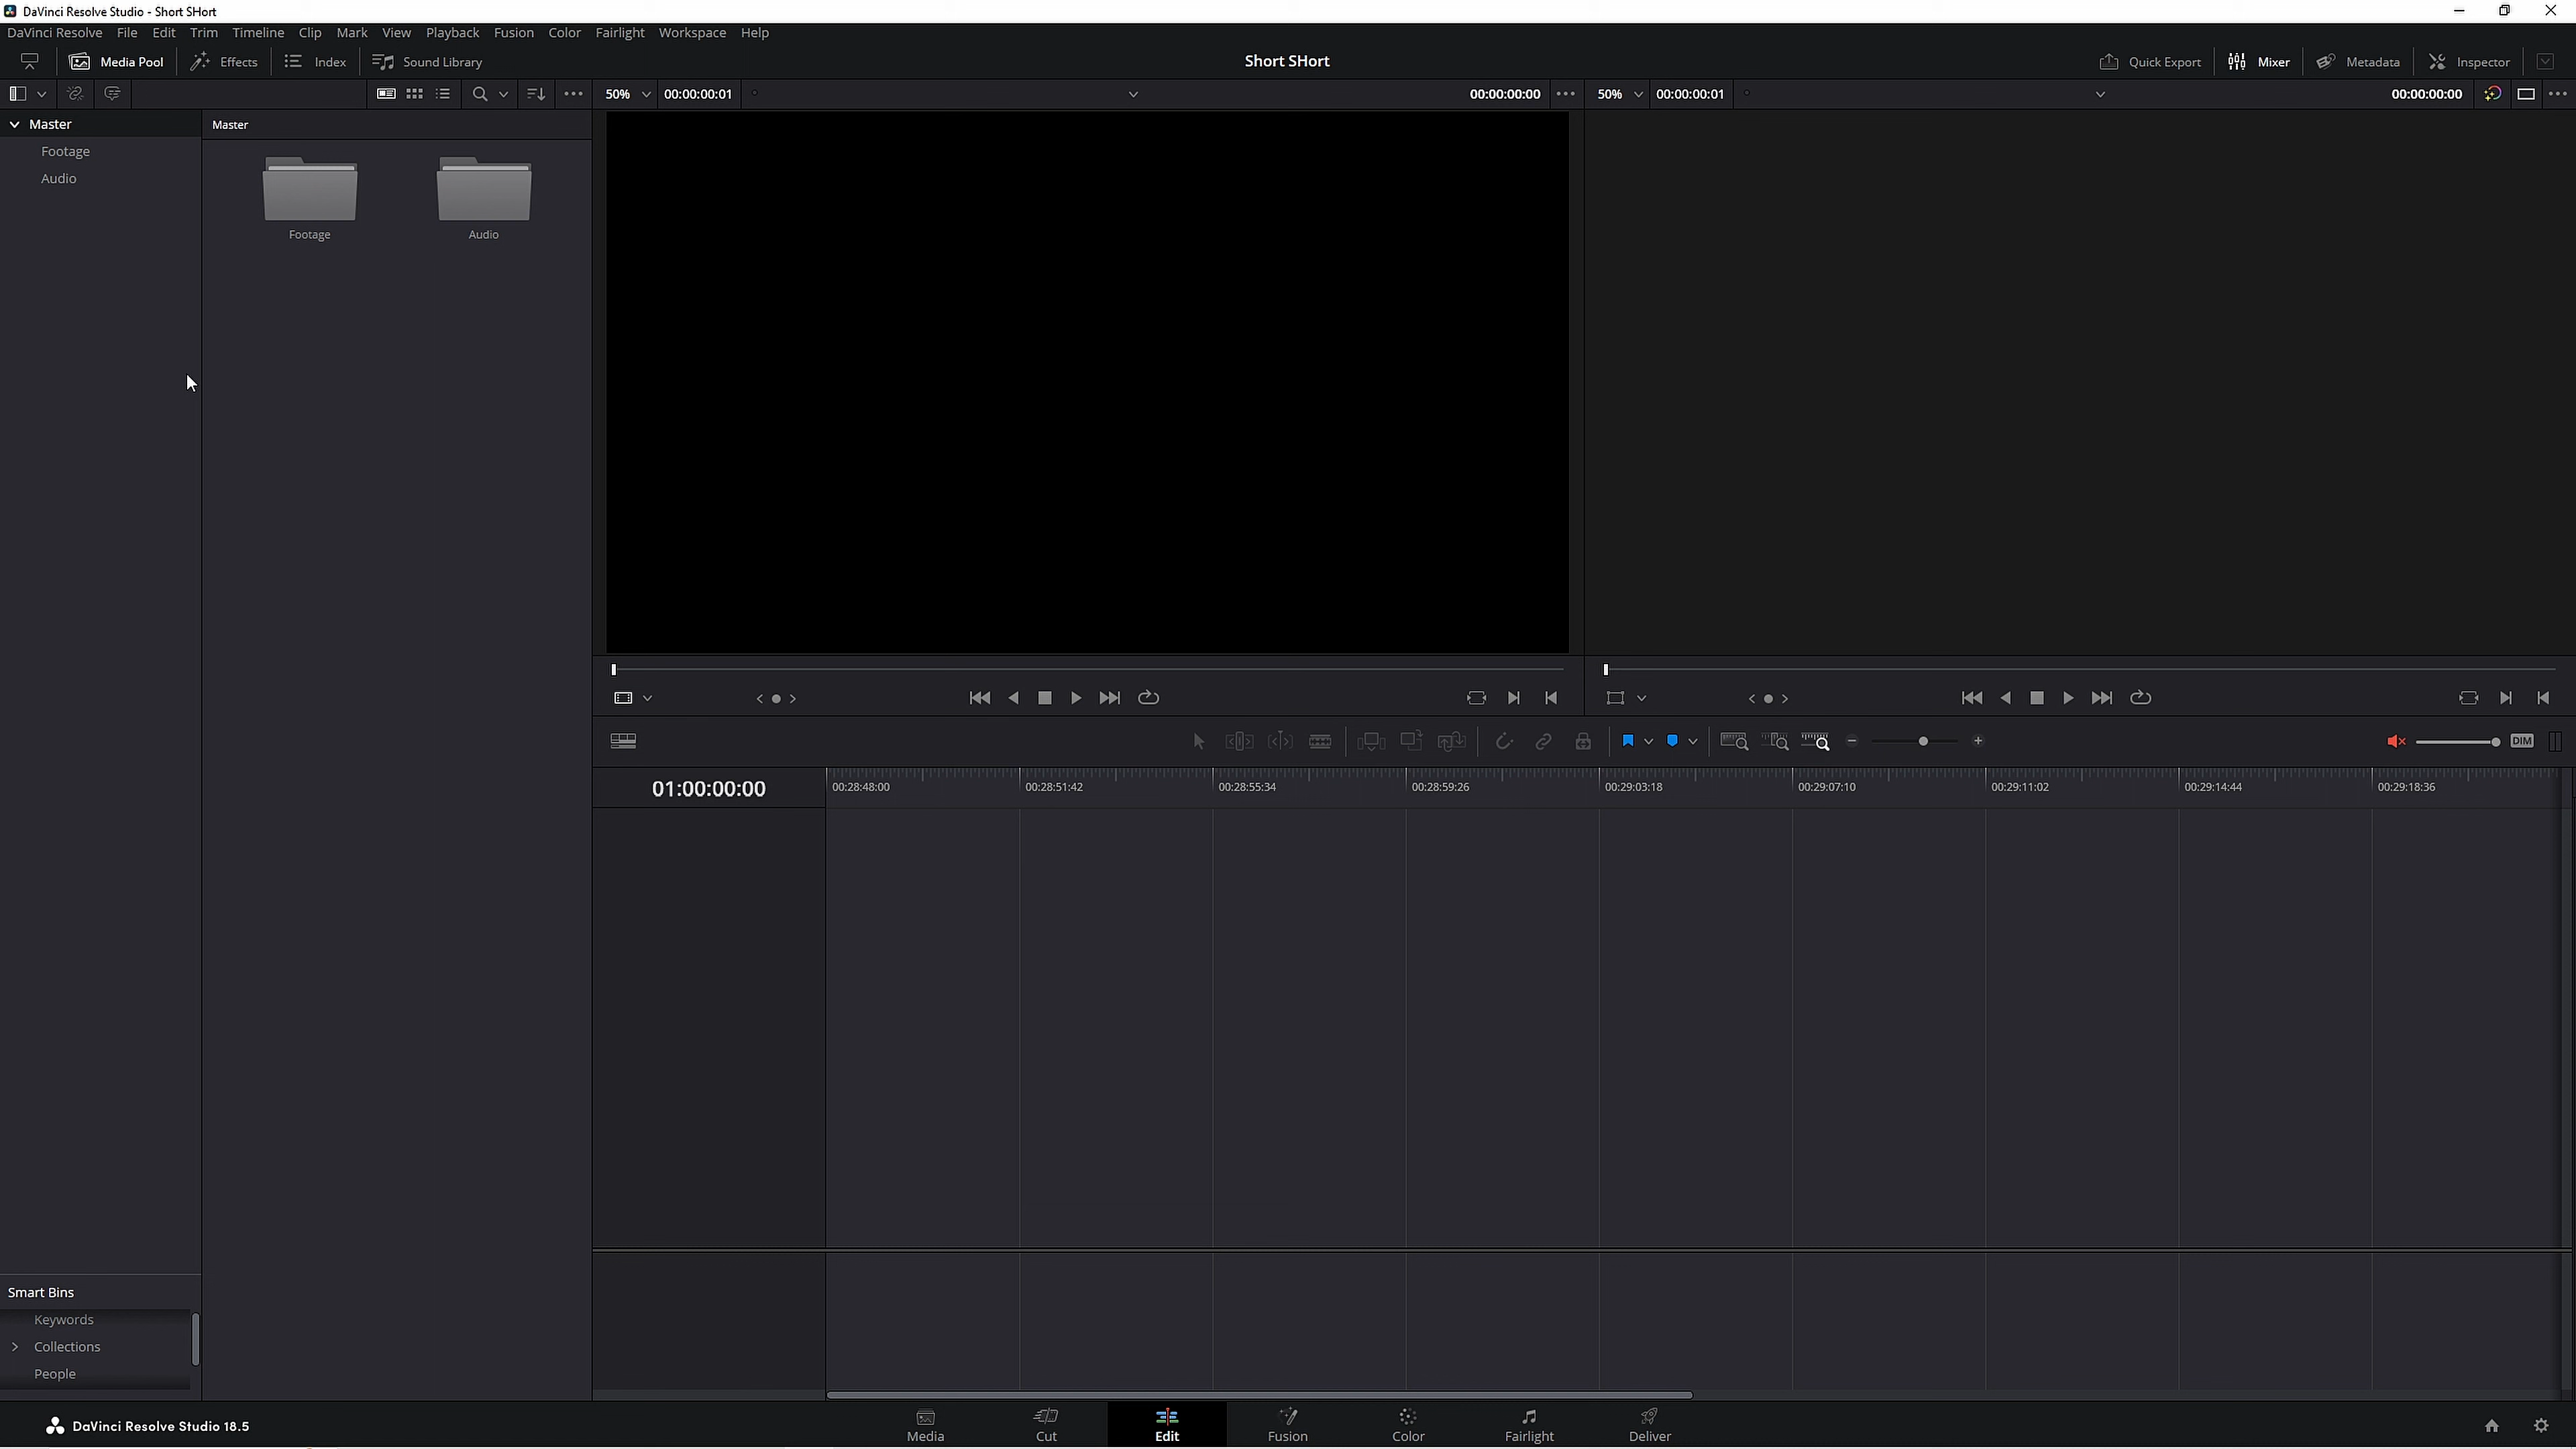 DaVinci Resolve Studio - Short SHort
DaVinci Resolve File Edit Trim Timeline Clip Mark View Playback Fusion Color Fairlight Workspace Help
Media Pool Effects Index Sound Library Short SHort Quick Export Mixer Metadata Inspector
50% 00:00:00:01 00:00:00:00 50% 00:00:00:01 00:00:00:00
Master
Footage
Audio
Master
Footage Audio
DIM
01:00:00:00
00:28:48:00 00:28:51:42 00:28:55:34 00:28:59:26 00:29:03:18 00:29:07:10 00:29:11:02 00:29:14:44 00:29:18:36
Smart Bins
Keywords
Collections
People
DaVinci Resolve Studio 18.5
Media Cut Edit Fusion Color Fairlight Deliver